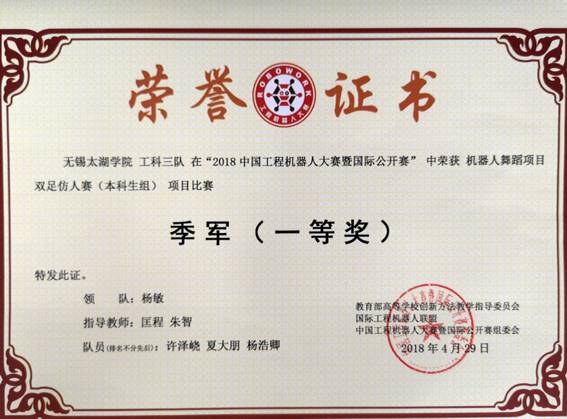 荣誉证书
ROBOWORK
工程机器人大赛
无锡太湖学院 工科三队 在“2018中国工程机器人大赛暨国际公开赛” 中荣获 机器人舞蹈项目
双足仿人赛（本科生组） 项目比赛
季军（一等奖）
特发此证。
领 队：杨敏
指导教师：匡程 朱智
队员(排名不分先后)：许泽峣 夏大朋 杨浩卿
教育部高等学校创新方法教学指导委员会
国际工程机器人联盟
中国工程机器人大赛暨国际公开赛组委会
2018年4月29日